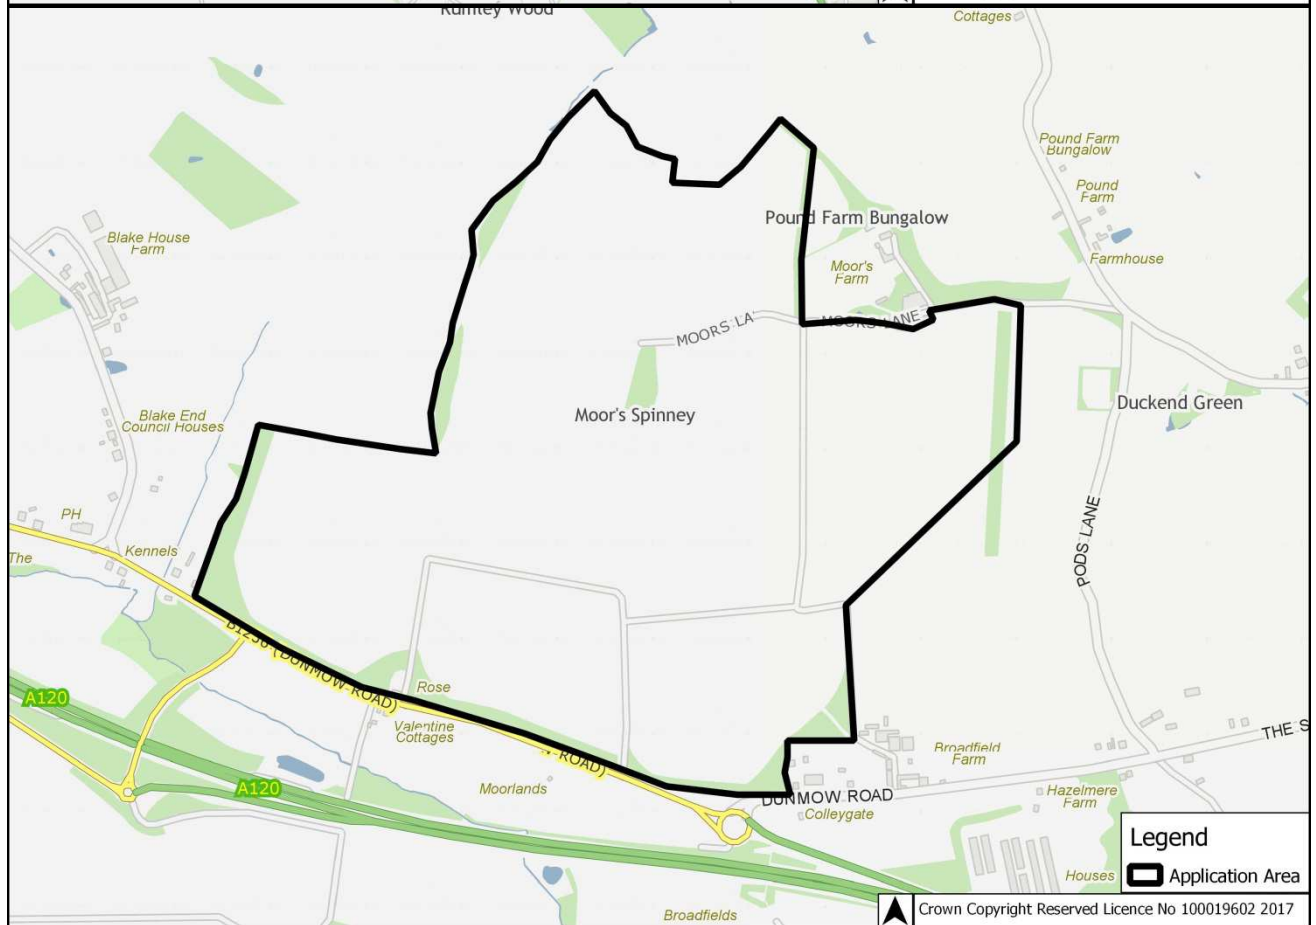 Rumley Wood
Cottages
Pound Farm
Bungalow
Pound
Farm
Pound Farm Bungalow
Blake House
Farm
Moor's
Farm
Farmhouse
MOORS LA
MOORS LANE
Duckend Green
Moor's Spinney
Blake End
Council Houses
PH
The
Kennels
PODS LANE
B1256 (DUNMOW ROAD)
Rose
A120
Valentine
Cottages
ROAD)
THE S
Broadfield
Farm
A120
Moorlands
DUNMOW ROAD
Colleygate
Hazelmere
Farm
Legend
Application Area
Houses
Broadfields
Crown Copyright Reserved Licence No 100019602 2017